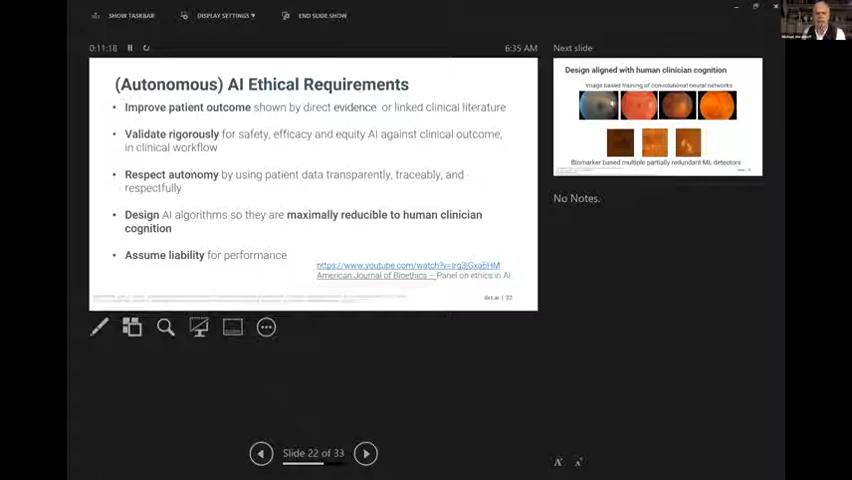 SHOW TASKBAR
DISPLAY SETTINGS
END SLIDE SHOW
0:11:18
6:35 AM
Next slide
(Autonomous) AI Ethical Requirements
• Improve patient outcome shown by direct evidence or linked clinical literature
• Validate rigorously for safety, efficacy and equity AI against clinical outcome,
in clinical workflow
• Respect autonomy by using patient data transparently, traceably, and
respectfully
• Design AI algorithms so they are maximally reducible to human clinician
cognition
• Assume liability for performance
American Journal of Bioethics – Panel on ethics in AI
22
Design aligned with human clinician cognition
Image based training of convolutional neural networks
Biomarker based multiple partially redundant ML detectors
No Notes.
Slide 22 of 33
A A